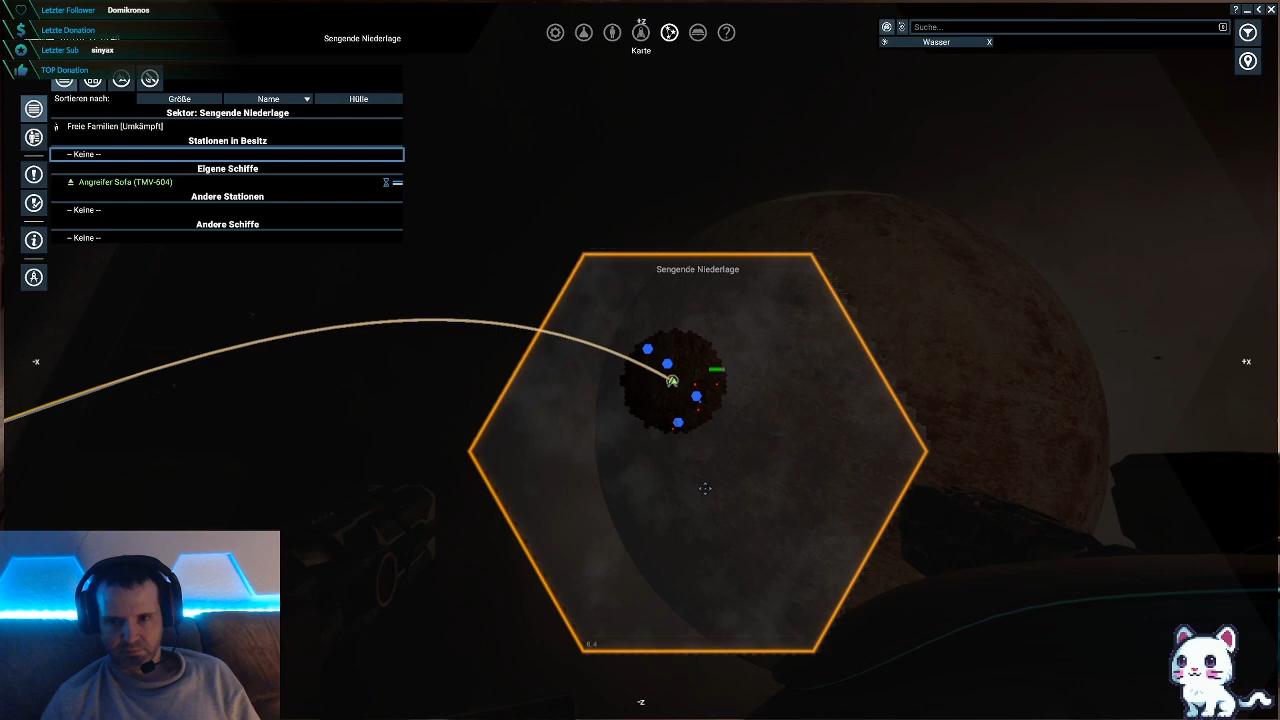 Letzter Follower Domikronos
Letzte Donation
Letzter Sub sinyax
TOP Donation
Sengende Niederlage
+Z
Karte
Suche...
Wasser X
Sortieren nach: Größe Name Hülle
Sektor: Sengende Niederlage
Freie Familien [Umkämpft]
Stationen in Besitz
-- Keine --
Eigene Schiffe
Angreifer Sofa (TMV-604)
Andere Stationen
-- Keine --
Andere Schiffe
-- Keine --
Sengende Niederlage
-X
+X
-Z